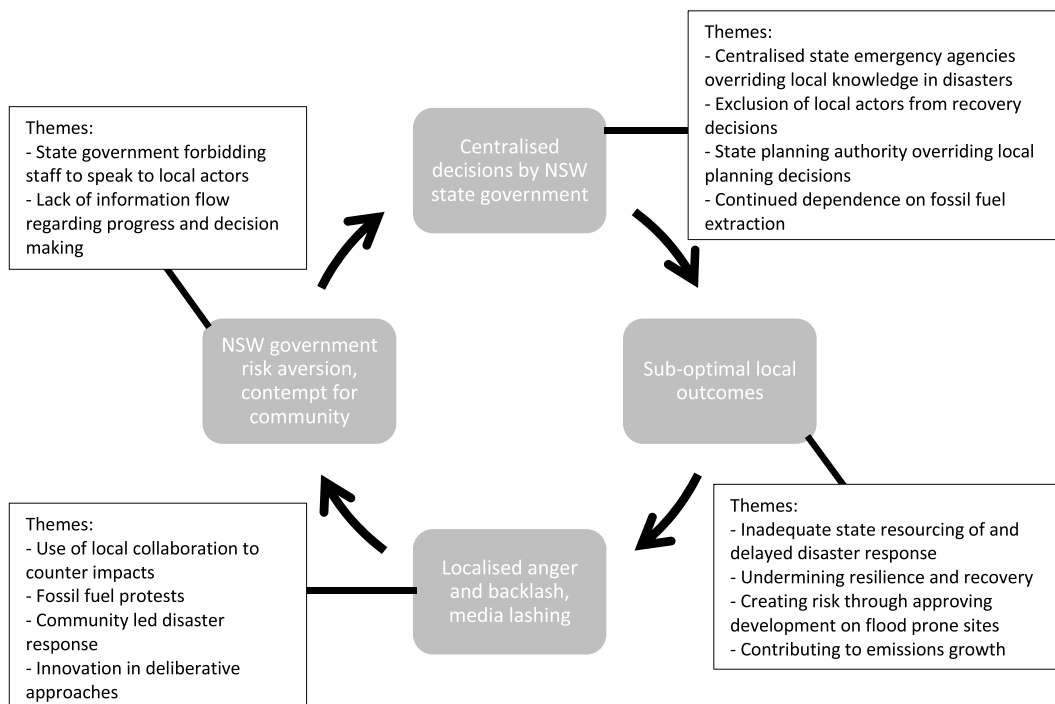 Themes:
- Centralised state emergency agencies
overriding local knowledge in disasters
- Exclusion of local actors from recovery
decisions
- State planning authority overriding local
planning decisions
- Continued dependence on fossil fuel
extraction
Themes:
- State government forbidding
staff to speak to local actors
- Lack of information flow
regarding progress and decision
making
Centralised
decisions by NSW
state government
NSW government
risk aversion,
contempt for
community
Sub-optimal local
outcomes
Themes:
- Use of local collaboration to
counter impacts
- Fossil fuel protests
- Community led disaster
response
- Innovation in deliberative
approaches
Localised anger
and backlash,
media lashing
Themes:
- Inadequate state resourcing of and
delayed disaster response
- Undermining resilience and recovery
- Creating risk through approving
development on flood prone sites
- Contributing to emissions growth